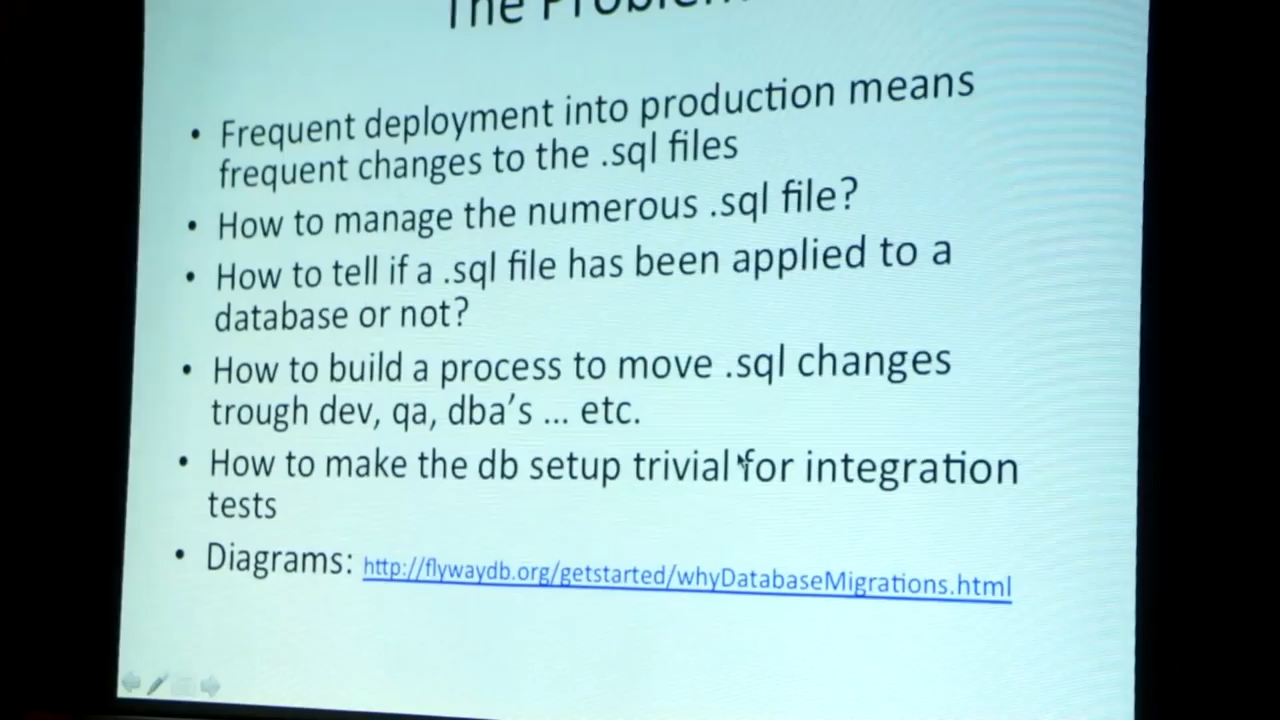 The Problem
• Frequent deployment into production means
frequent changes to the .sql files
• How to manage the numerous .sql file?
• How to tell if a .sql file has been applied to a
database or not?
• How to build a process to move .sql changes
trough dev, qa, dba's ... etc.
• How to make the db setup trivial for integration
tests
• Diagrams: http://flywaydb.org/getstarted/whyDatabaseMigrations.html